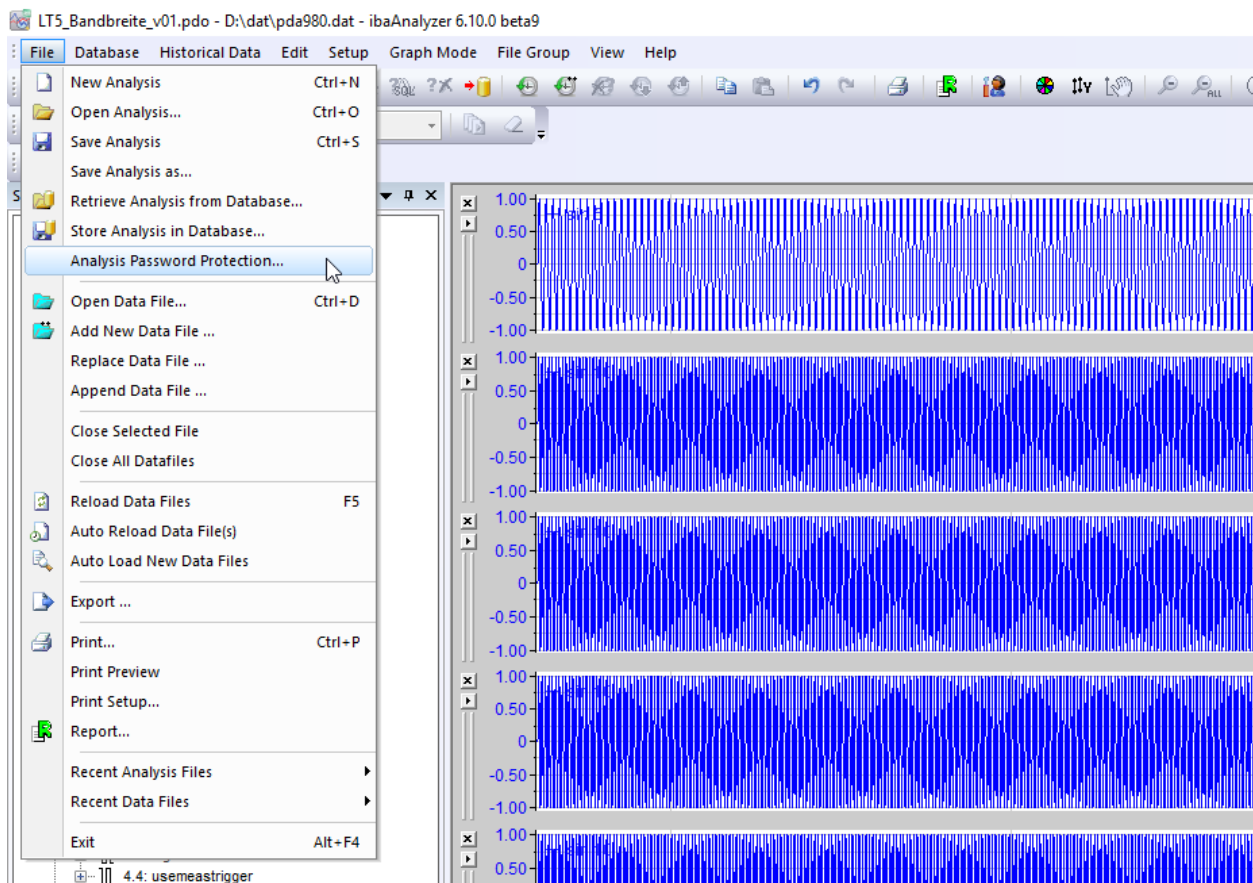 LT5_Bandbreite_v01.pdo - D:\dat\pda980.dat - ibaAnalyzer 6.10.0 beta9
File Database Historical Data Edit Setup Graph Mode File Group View Help
New Analysis Ctrl+N
Open Analysis... Ctrl+O
Save Analysis Ctrl+S
Save Analysis as...
Retrieve Analysis from Database...
Store Analysis in Database...
Analysis Password Protection...
Open Data File... Ctrl+D
Add New Data File ...
Replace Data File ...
Append Data File ...
Close Selected File
Close All Datafiles
Reload Data Files F5
Auto Reload Data File(s)
Auto Load New Data Files
Export ...
Print... Ctrl+P
Print Preview
Print Setup...
Report...
Recent Analysis Files
Recent Data Files
Exit Alt+F4
4.4: usemeastrigger
SQL
ALL
1.00
0.50
0
-0.50
-1.00
1.00
0.50
0
-0.50
-1.00
1.00
0.50
0
-0.50
-1.00
1.00
0.50
0
-0.50
-1.00
1.00
0.50